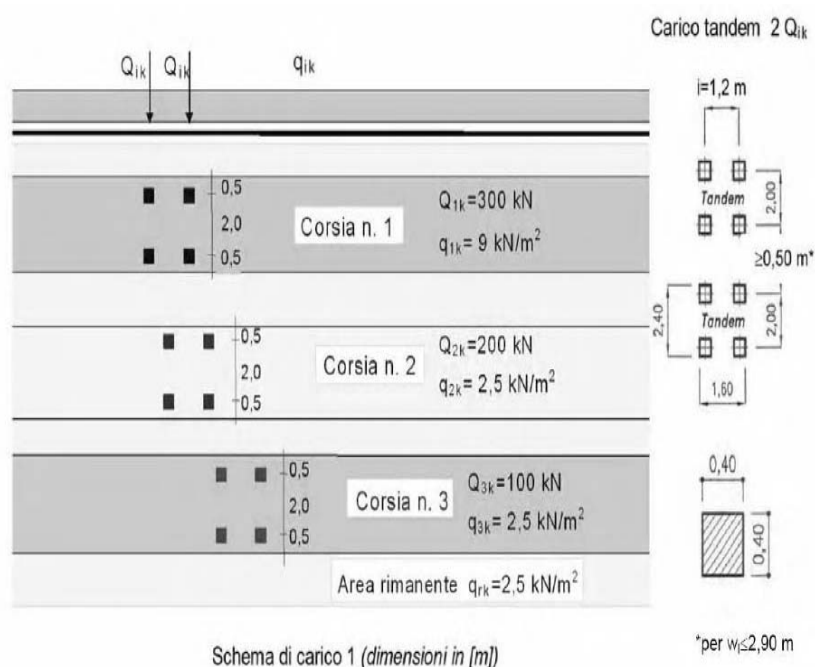 Carico tandem 2 Qik
Qik Qik qik
i=1,2 m
0,5
2,0
0,5
Corsia n. 1
Q1k=300 kN
q1k= 9 kN/m²
Tandem
2,00
≥0,50 m*
0,5
2,0
0,5
Corsia n. 2
Q2k=200 kN
q2k= 2,5 kN/m²
2,40
Tandem
2,00
1,60
0,5
2,0
0,5
Corsia n. 3
Q3k=100 kN
q3k= 2,5 kN/m²
0,40
0,40
Area rimanente qrk=2,5 kN/m²
Schema di carico 1 (dimensioni in [m])
*per wl≤2,90 m